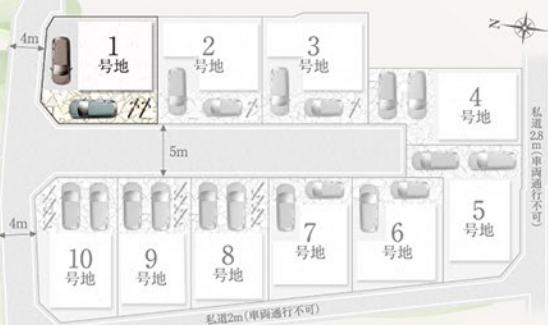 4m
1
号地
2
号地
3
号地
N
4
号地
私道2.8m(車両通行不可)
5m
4m
10
号地
9
号地
8
号地
7
号地
6
号地
5
号地
私道2m(車両通行不可)